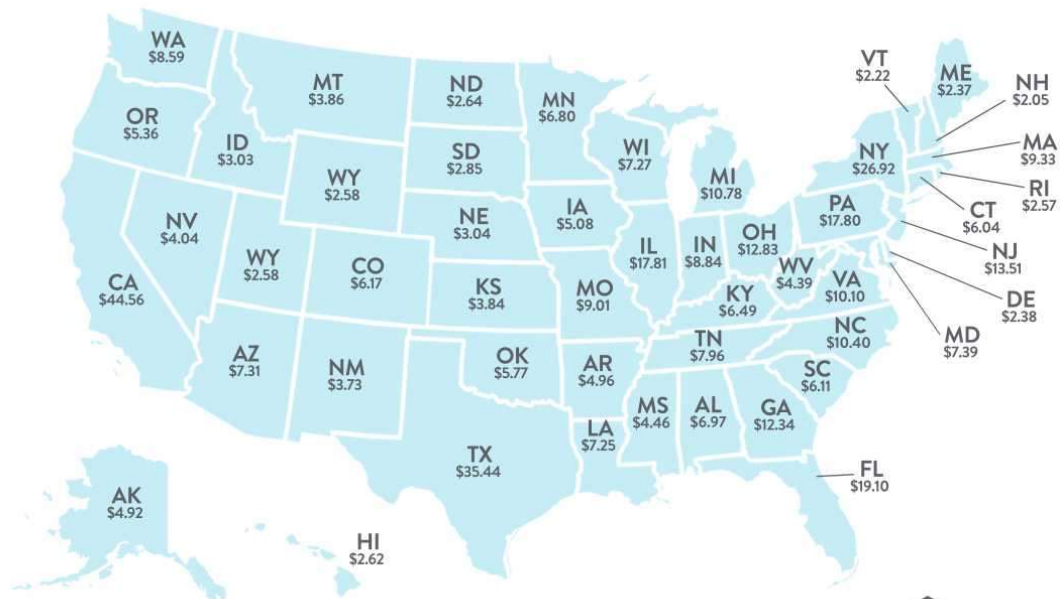 WA
$8.59
OR
$5.36
ID
$3.03
MT
$3.86
WY
$2.58
ND
$2.64
SD
$2.85
NE
$3.04
MN
$6.80
WI
$7.27
IA
$5.08
MI
$10.78
NV
$4.04
CA
$44.56
WY
$2.58
CO
$6.17
KS
$3.84
MO
$9.01
IL
$17.81
IN
$8.84
OH
$12.83
KY
$6.49
WV
$4.39
VA
$10.10
PA
$17.80
NY
$26.92
VT
$2.22
ME
$2.37
NH
$2.05
MA
$9.33
RI
$2.57
CT
$6.04
NJ
$13.51
DE
$2.38
MD
$7.39
NC
$10.40
TN
$7.96
SC
$6.11
AZ
$7.31
NM
$3.73
OK
$5.77
AR
$4.96
TX
$35.44
LA
$7.25
MS
$4.46
AL
$6.97
GA
$12.34
FL
$19.10
AK
$4.92
HI
$2.62